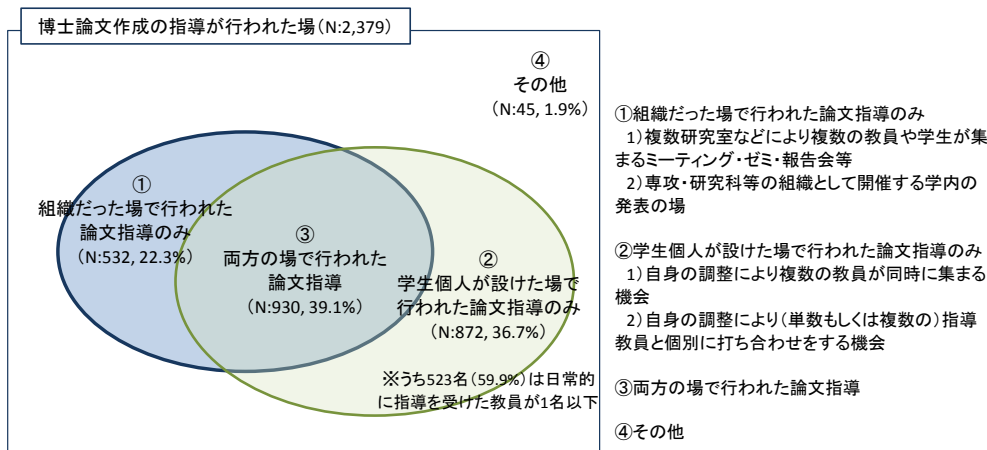 博士論文作成の指導が行われた場(N:2,379)
④
その他
(N:45, 1.9%)
①
組織だった場で行われた
論文指導のみ
(N:532, 22.3%)
③
両方の場で行われた
論文指導
(N:930, 39.1%)
②
学生個人が設けた場で
行われた論文指導のみ
(N:872, 36.7%)
※うち523名(59.9%)は日常的
に指導を受けた教員が1名以下
①組織だった場で行われた論文指導のみ
1)複数研究室などにより複数の教員や学生が集
まるミーティング・ゼミ・報告会等
2)専攻・研究科等の組織として開催する学内の
発表の場
②学生個人が設けた場で行われた論文指導のみ
1)自身の調整により複数の教員が同時に集まる
機会
2)自身の調整により(単数もしくは複数の)指導
教員と個別に打ち合わせをする機会
③両方の場で行われた論文指導
④その他